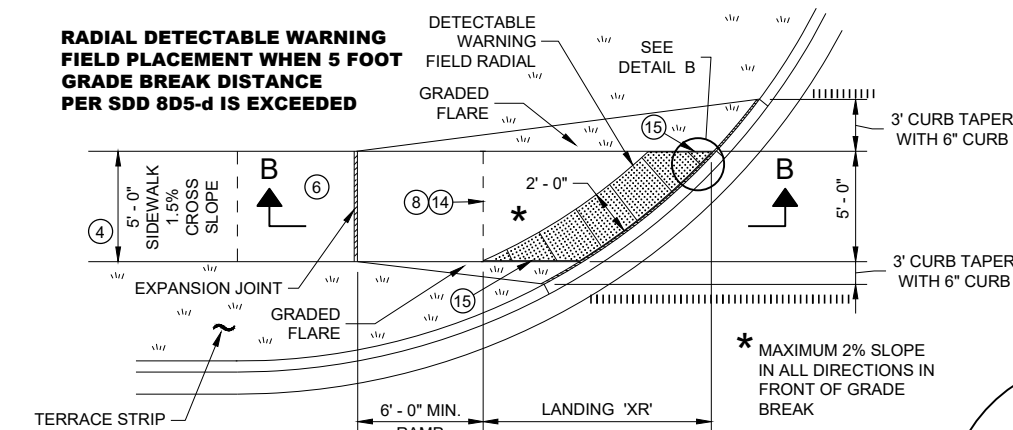 RADIAL DETECTABLE WARNING
FIELD PLACEMENT WHEN 5 FOOT
GRADE BREAK DISTANCE
PER SDD 8D5-d IS EXCEEDED
DETECTABLE
WARNING
FIELD RADIAL
SEE
DETAIL B
GRADED
FLARE
15
3' CURB TAPER
WITH 6" CURB
B
B
6
8 14
2' - 0"
*
4
5' - 0"
SIDEWALK
1.5%
CROSS
SLOPE
5' - 0"
EXPANSION JOINT
15
GRADED
FLARE
3' CURB TAPER
WITH 6" CURB
* MAXIMUM 2% SLOPE
IN ALL DIRECTIONS IN
FRONT OF GRADE
BREAK
TERRACE STRIP
6' - 0" MIN.
RAMP
LANDING 'XR'